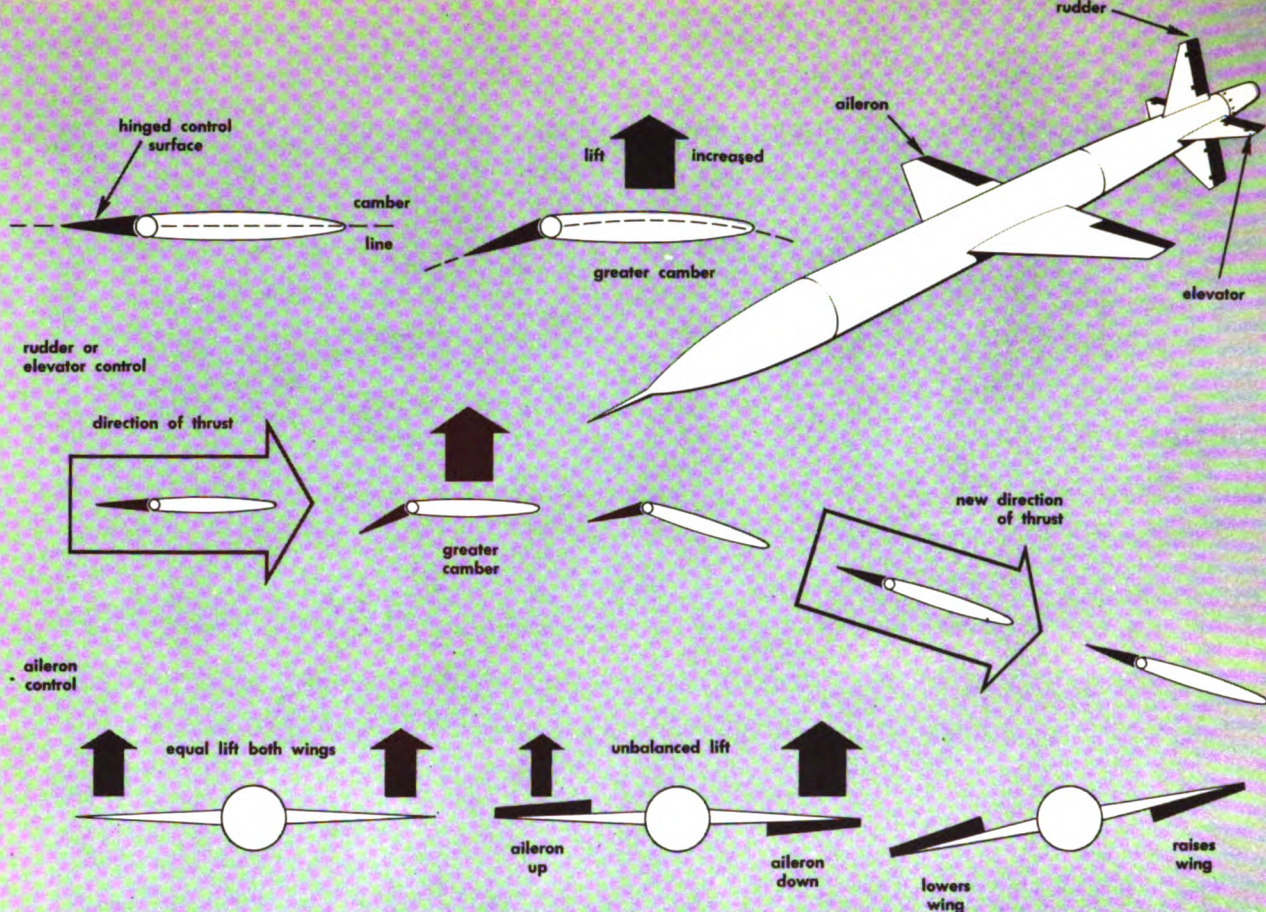 rudder
aileron
hinged control
surface
lift increased
camber
line
greater camber
elevator
rudder or
elevator control
direction of thrust
new direction
of thrust
greater
camber
aileron
control
equal lift both wings
unbalanced lift
aileron
up
aileron
down
raises
wing
lowers
wing